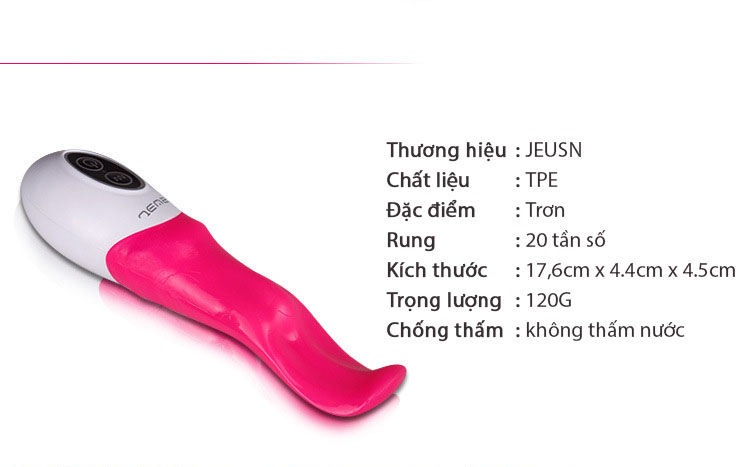 Thương hiệu : JEUSN
Chất liệu : TPE
Đặc điểm : Trơn
Rung : 20 tần số
Kích thước : 17,6cm x 4.4cm x 4.5cm
Trọng lượng : 120G
Chống thấm : không thấm nước